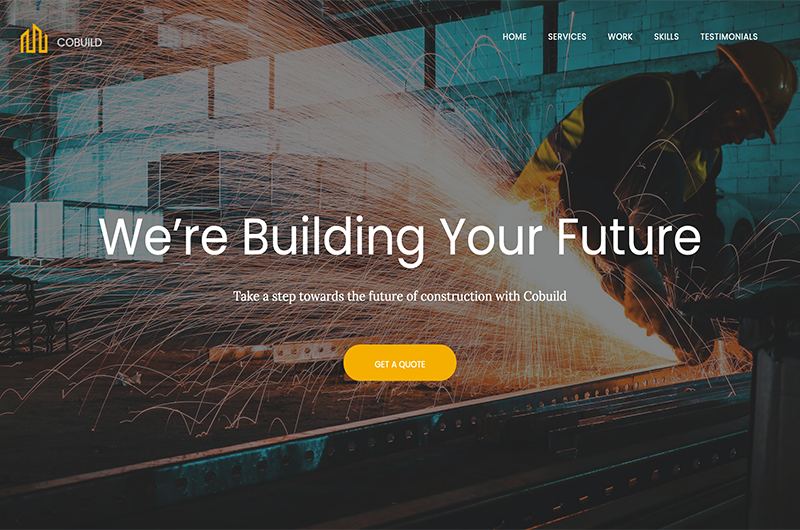 COBUILD
HOME SERVICES WORK SKILLS TESTIMONIALS
We’re Building Your Future
Take a step towards the future of construction with Cobuild
GET A QUOTE